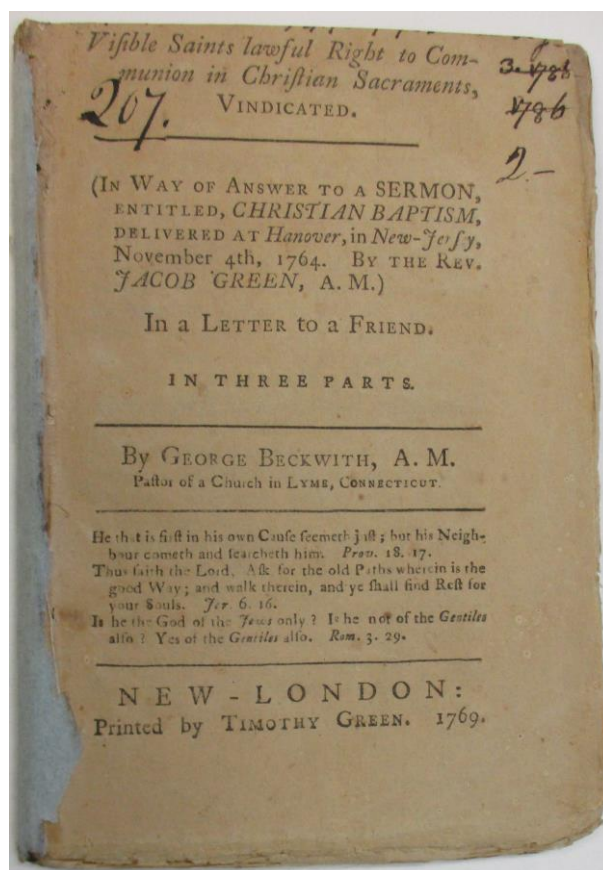 Viſible Saints lawful Right to Com-
munion in Chriſtian Sacraments,
VINDICATED.
207.
3. 1786
1786
2.-
(IN WAY OF ANSWER TO A SERMON,
ENTITLED, CHRISTIAN BAPTISM,
DELIVERED AT Hanover, in New-Jerſy,
November 4th, 1764. BY THE REV.
JACOB GREEN, A. M.)
In a LETTER to a FRIEND.
IN THREE PARTS.
By GEORGE BECKWITH, A. M.
Paſtor of a Church in LYME, CONNECTICUT.
He that is firſt in his own Cauſe ſeemeth juſt; but his Neigh-
bour cometh and ſearcheth him. Prov. 18. 17.
Thus ſaith the Lord. Aſk for the old Paths wherein is the
good Way; and walk therein, and ye ſhall find Reſt for
your Souls. Jer. 6. 16.
Is he the God of the Jews only? Is he not of the Gentiles
alſo? Yes of the Gentiles alſo. Rom. 3. 29.
NEW-LONDON:
Printed by TIMOTHY GREEN. 1769.